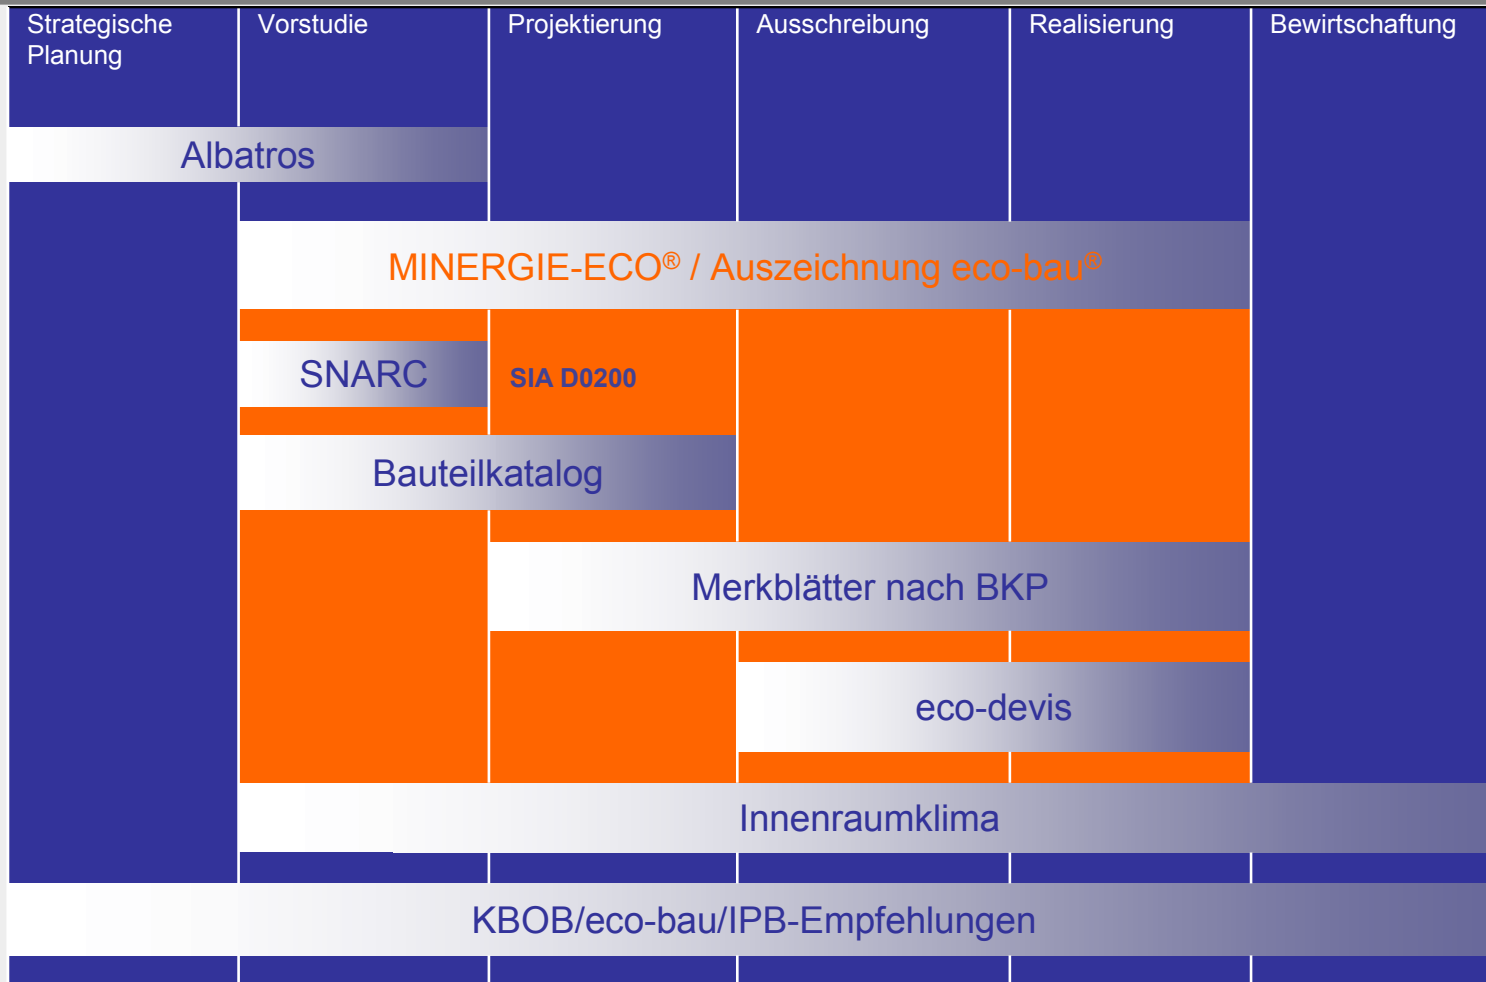 Strategische
Planung
Vorstudie
Projektierung
Ausschreibung
Realisierung
Bewirtschaftung
Albatros
MINERGIE-ECO® / Auszeichnung eco-bau®
SNARC
SIA D0200
Bauteilkatalog
Merkblätter nach BKP
eco-devis
Innenraumklima
KBOB/eco-bau/IPB-Empfehlungen